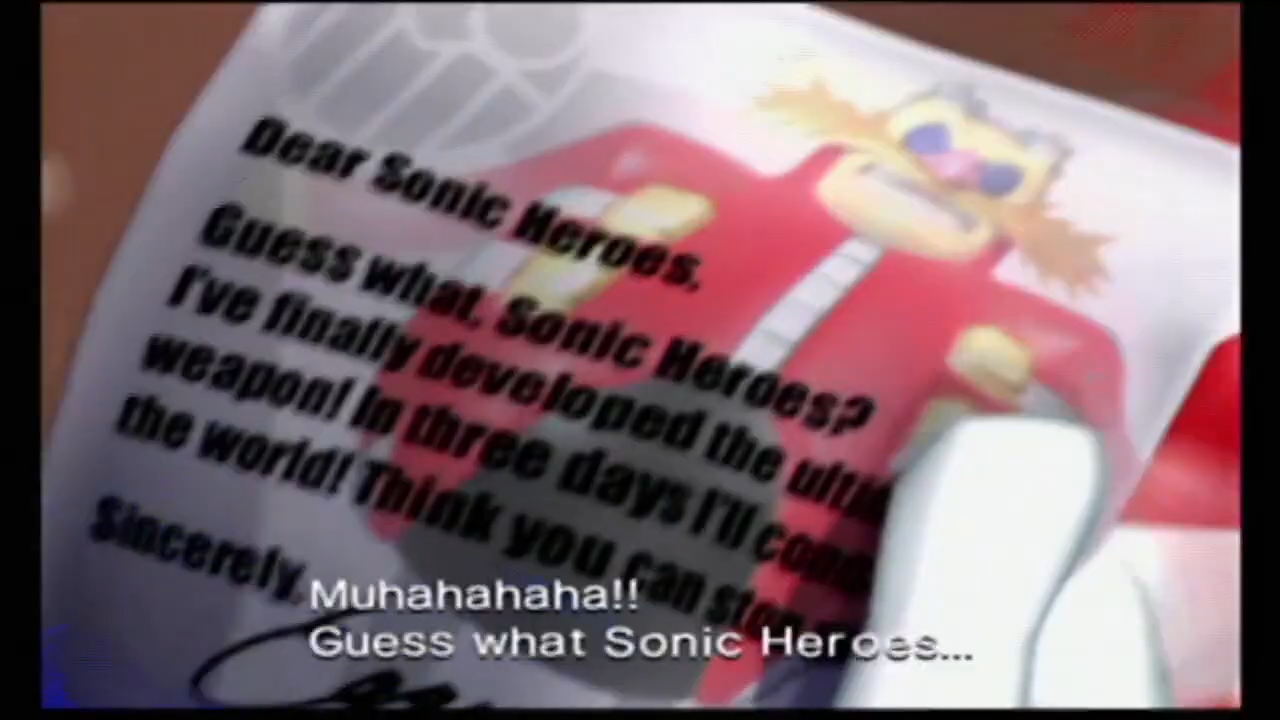 Dear Sonic Heroes,
Guess what, Sonic Heroes?
I've finally developed the
weapon! In three days I'll
the world! Think you can
Sincerely,
Muhahahaha!!
Guess what Sonic Heroes...